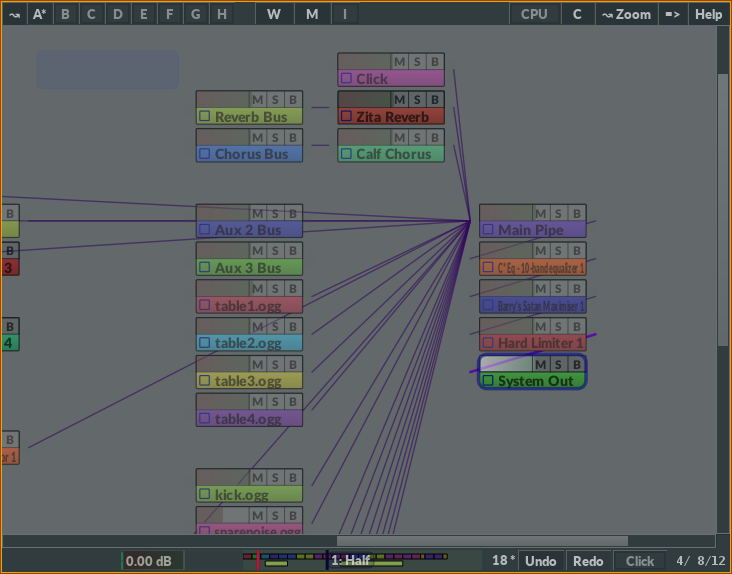 A* B C D E F G H W M I CPU C Zoom => Help
M S B
Click
M S B M S B
Reverb Bus Zita Reverb
M S B M S B
Chorus Bus Calf Chorus
B M S B M S B
Aux 2 Bus Main Pipe
B M S B M S B
3 Aux 3 Bus C* Eq - 10-band equalizer 1
M S B M S B
table1.ogg Barry's Satan Maximiser 1
B M S B M S B
4 table2.ogg Hard Limiter 1
M S B M S B
table3.ogg System Out
M S B
table4.ogg
B
or 1
M S B
kick.ogg
M S B
snarenoise.ogg
0.00 dB 1: Half 18* Undo Redo Click 4/ 8/12